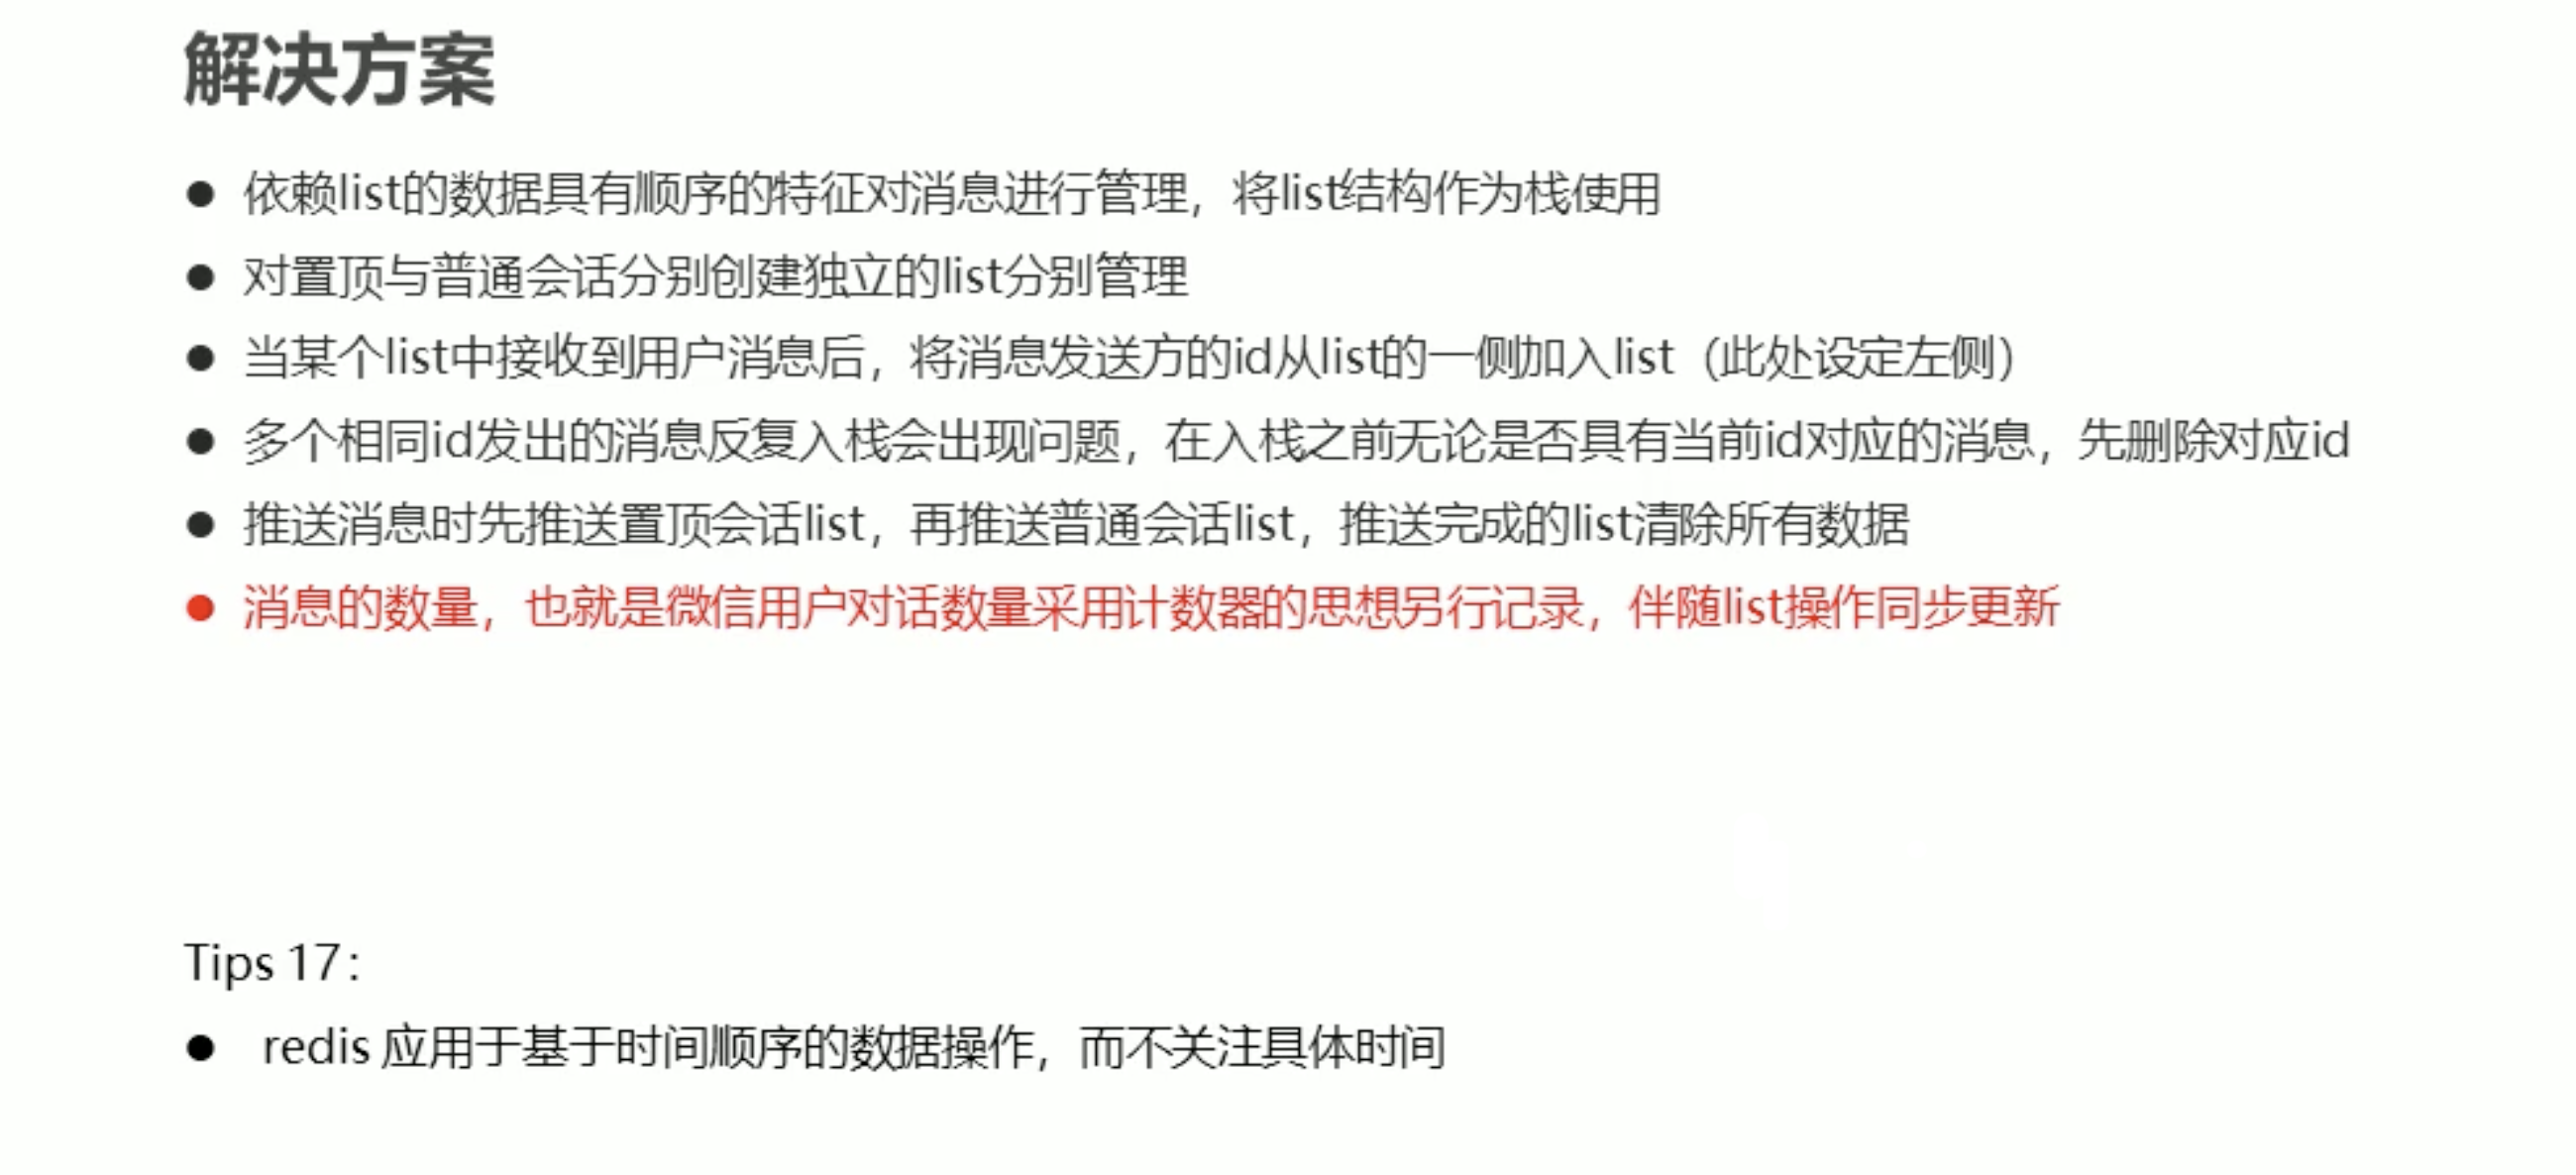 解决方案
● 依赖list的数据具有顺序的特征对消息进行管理，将list结构作为栈使用
● 对置顶与普通会话分别创建独立的list分别管理
● 当某个list中接收到用户消息后，将消息发送方的id从list的一侧加入list（此处设定左侧）
● 多个相同id发出的消息反复入栈会出现问题，在入栈之前无论是否具有当前id对应的消息，先删除对应id
● 推送消息时先推送置顶会话list，再推送普通会话list，推送完成的list清除所有数据
● 消息的数量，也就是微信用户对话数量采用计数器的思想另行记录，伴随list操作同步更新
Tips 17：
● redis 应用于基于时间顺序的数据操作，而不关注具体时间